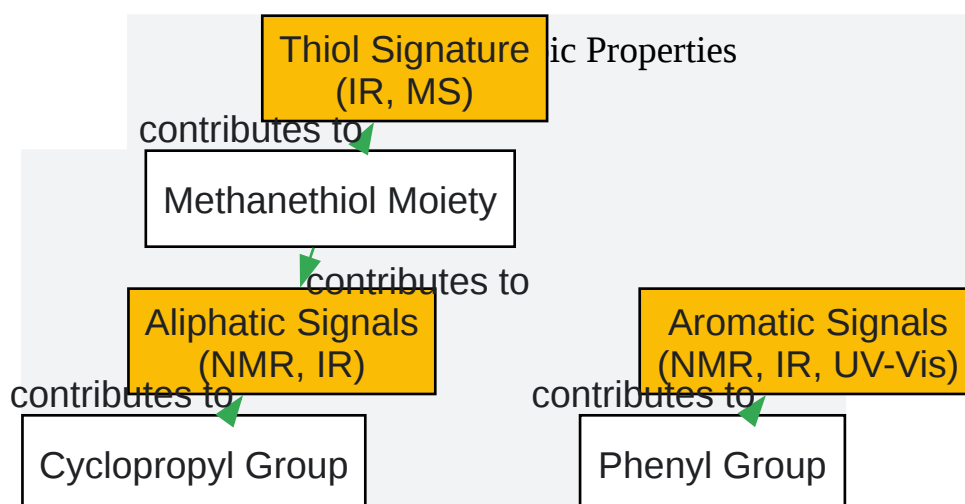 Thiol Signature
(IR, MS)
ic Properties
contributes to
Methanethiol Moiety
contributes to
Aliphatic Signals
(NMR, IR)
Aromatic Signals
(NMR, IR, UV-Vis)
contributes to
contributes to
Cyclopropyl Group
Phenyl Group